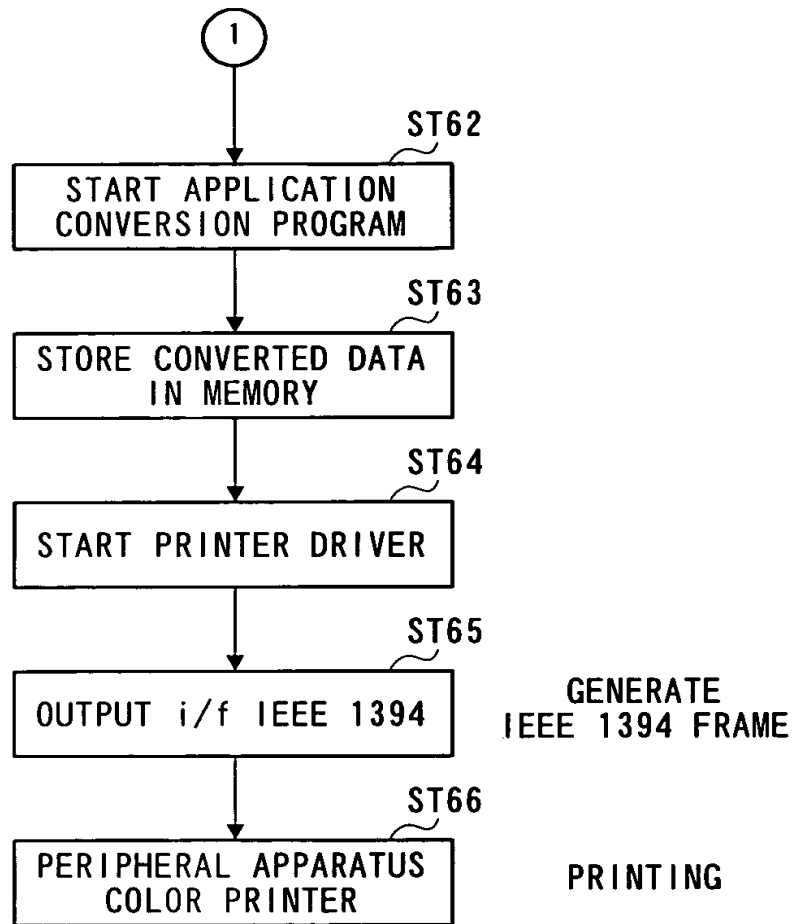 1
ST62
START APPLICATION
CONVERSION PROGRAM
ST63
STORE CONVERTED DATA
IN MEMORY
ST64
START PRINTER DRIVER
ST65
OUTPUT i/f IEEE 1394
GENERATE
IEEE 1394 FRAME
ST66
PERIPHERAL APPARATUS
COLOR PRINTER
PRINTING